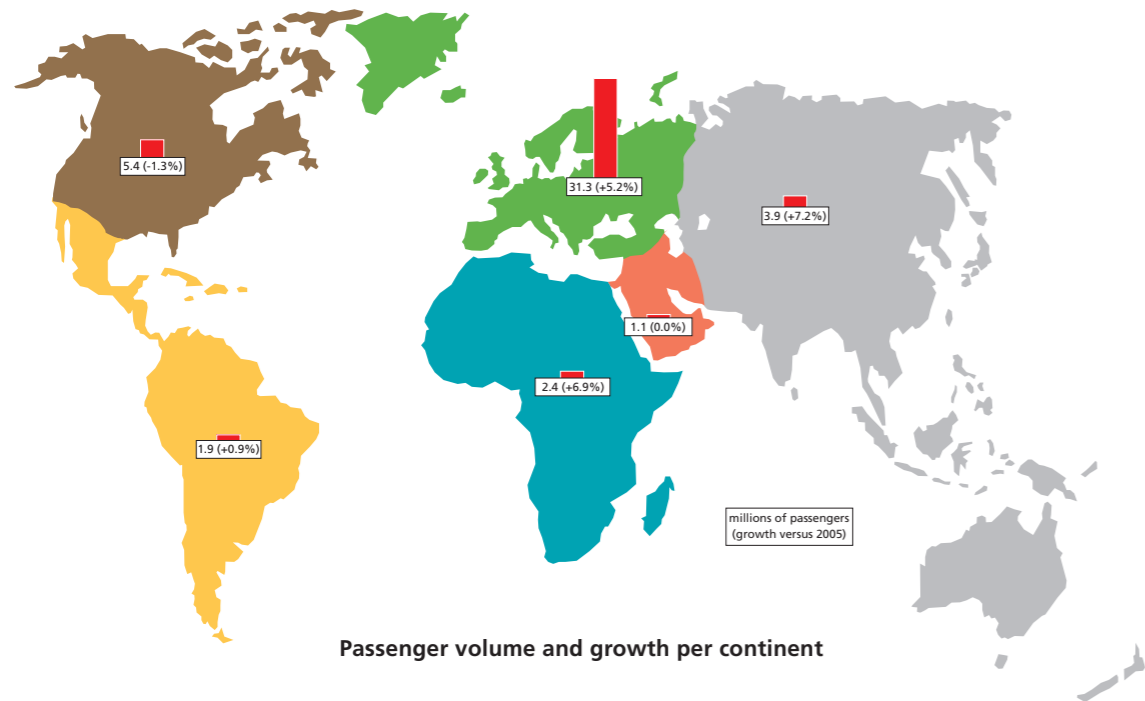 5.4 (-1.3%)
31.3 (+5.2%)
3.9 (+7.2%)
1.1 (0.0%)
2.4 (+6.9%)
1.9 (+0.9%)
millions of passengers
(growth versus 2005)
Passenger volume and growth per continent